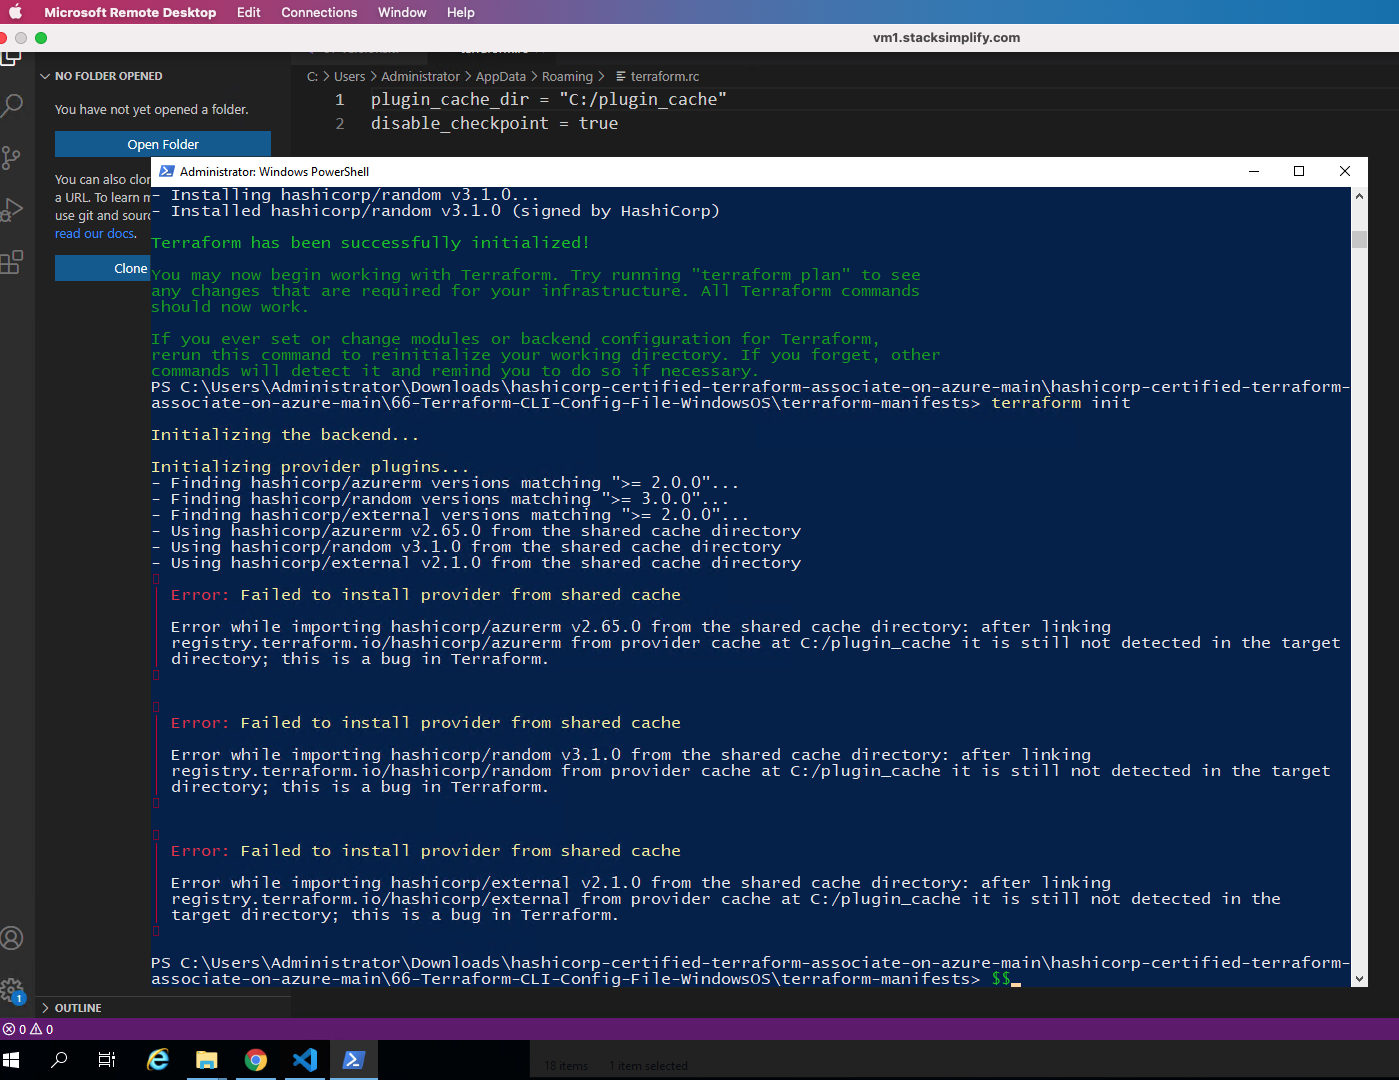 Microsoft Remote Desktop Edit Connections Window Help
vm1.stacksimplify.com
NO FOLDER OPENED
You have not yet opened a folder.
Open Folder
You can also clon
a URL. To learn m
use git and sourc
read our docs.
Clone
C: > Users > Administrator > AppData > Roaming > terraform.rc
1 plugin_cache_dir = "C:/plugin_cache"
2 disable_checkpoint = true
Administrator: Windows PowerShell
- Installing hashicorp/random v3.1.0...
- Installed hashicorp/random v3.1.0 (signed by HashiCorp)
Terraform has been successfully initialized!
You may now begin working with Terraform. Try running "terraform plan" to see
any changes that are required for your infrastructure. All Terraform commands
should now work.
If you ever set or change modules or backend configuration for Terraform,
rerun this command to reinitialize your working directory. If you forget, other
commands will detect it and remind you to do so if necessary.
PS C:\Users\Administrator\Downloads\hashicorp-certified-terraform-associate-on-azure-main\hashicorp-certified-terraform-
associate-on-azure-main\66-Terraform-CLI-Config-File-WindowsOS\terraform-manifests> terraform init
Initializing the backend...
Initializing provider plugins...
- Finding hashicorp/azurerm versions matching ">= 2.0.0"...
- Finding hashicorp/random versions matching ">= 3.0.0"...
- Finding hashicorp/external versions matching ">= 2.0.0"...
- Using hashicorp/azurerm v2.65.0 from the shared cache directory
- Using hashicorp/random v3.1.0 from the shared cache directory
- Using hashicorp/external v2.1.0 from the shared cache directory
Error: Failed to install provider from shared cache
Error while importing hashicorp/azurerm v2.65.0 from the shared cache directory: after linking
registry.terraform.io/hashicorp/azurerm from provider cache at C:/plugin_cache it is still not detected in the target
directory; this is a bug in Terraform.
Error: Failed to install provider from shared cache
Error while importing hashicorp/random v3.1.0 from the shared cache directory: after linking
registry.terraform.io/hashicorp/random from provider cache at C:/plugin_cache it is still not detected in the target
directory; this is a bug in Terraform.
Error: Failed to install provider from shared cache
Error while importing hashicorp/external v2.1.0 from the shared cache directory: after linking
registry.terraform.io/hashicorp/external from provider cache at C:/plugin_cache it is still not detected in the
target directory; this is a bug in Terraform.
PS C:\Users\Administrator\Downloads\hashicorp-certified-terraform-associate-on-azure-main\hashicorp-certified-terraform-
associate-on-azure-main\66-Terraform-CLI-Config-File-WindowsOS\terraform-manifests> $$
1
OUTLINE
0 0
18 items 1 item selected